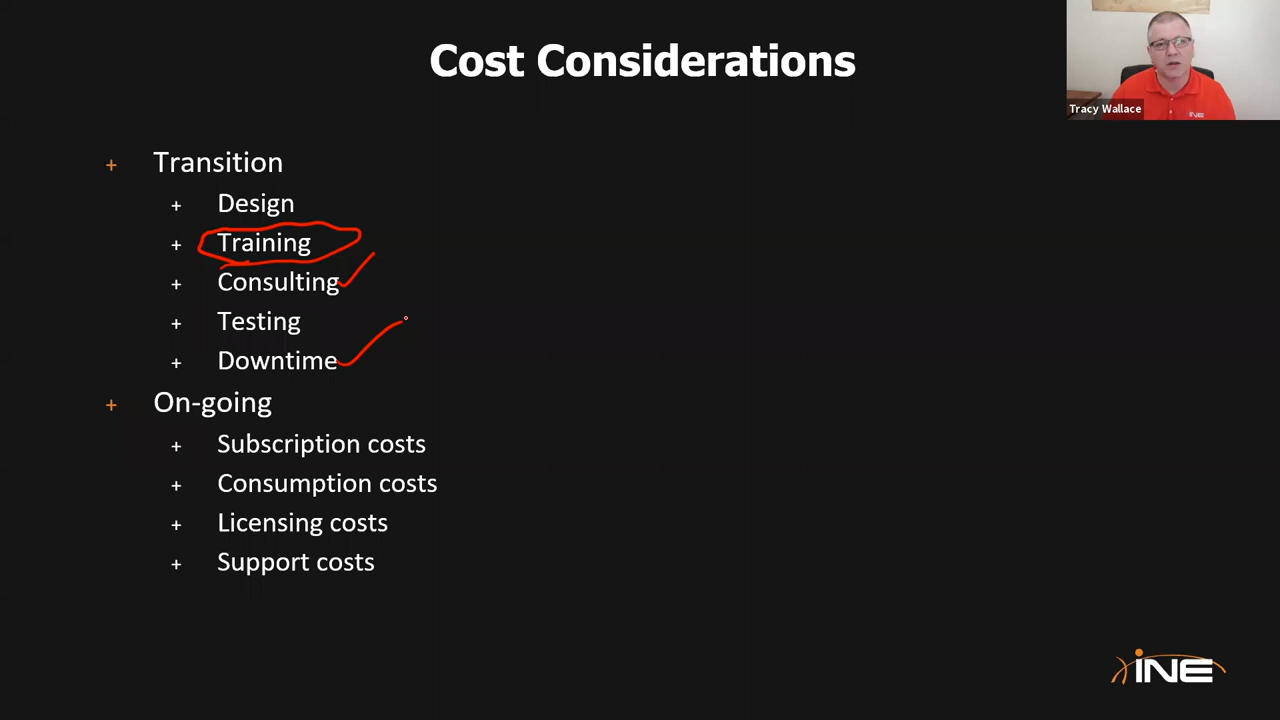 Cost Considerations
Tracy Wallace
iNE
+ Transition
+ Design
+ Training
+ Consulting
+ Testing
+ Downtime
+ On-going
+ Subscription costs
+ Consumption costs
+ Licensing costs
+ Support costs
iNE